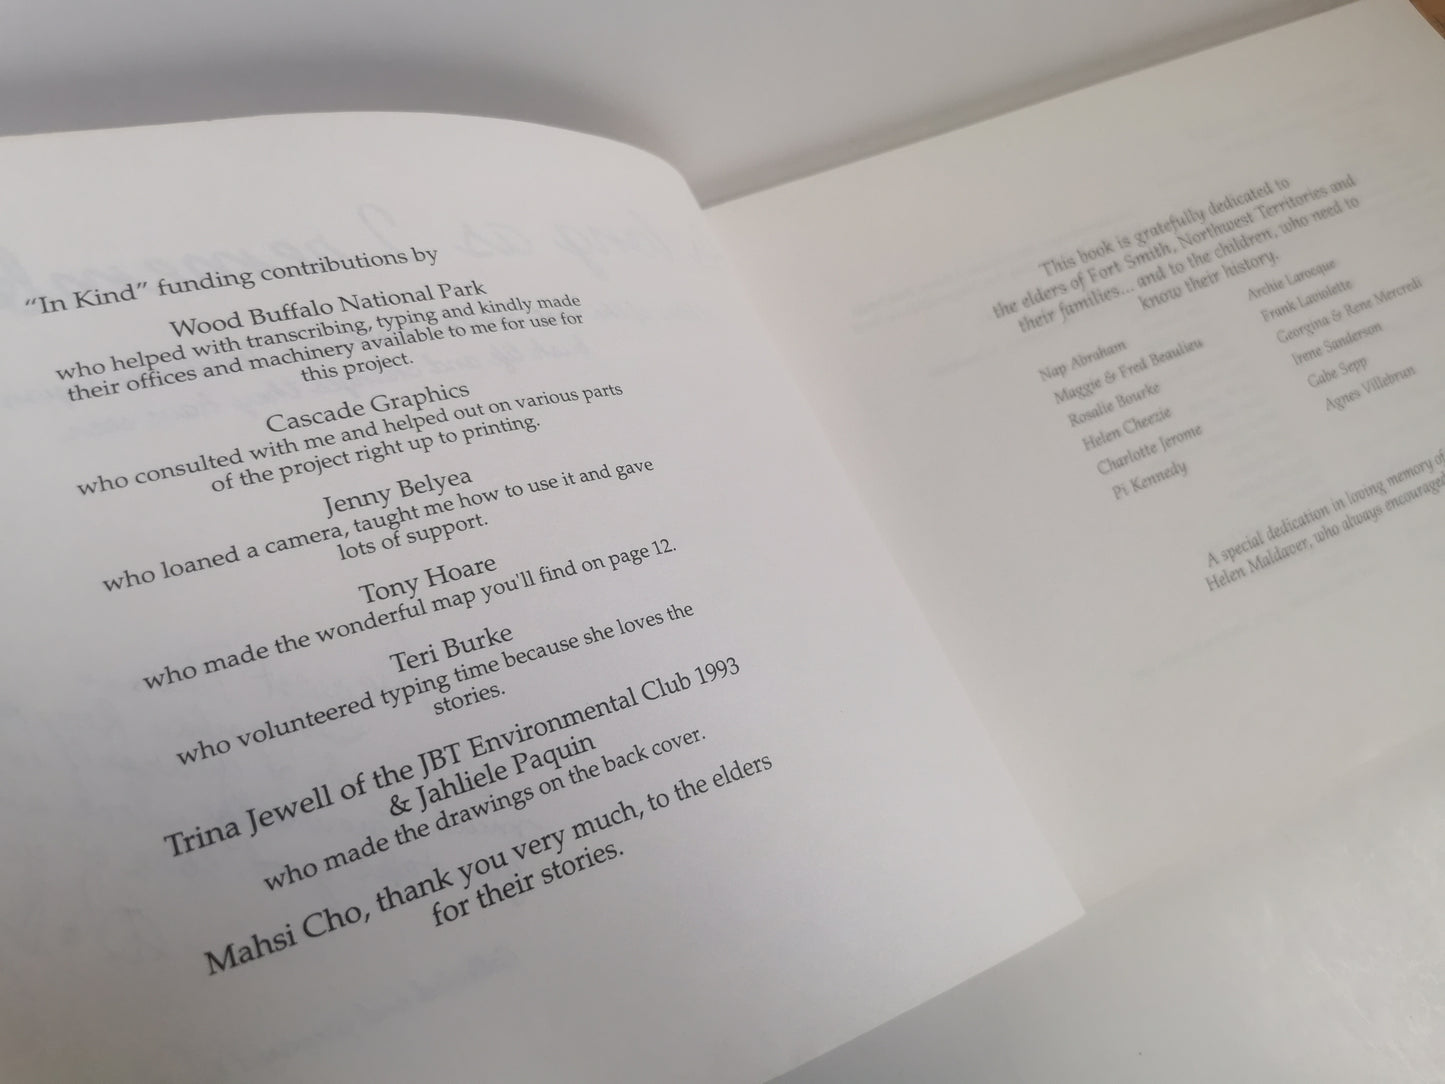 "In Kind" funding contributions by
Wood Buffalo National Park
who helped with transcribing, typing and kindly made
their offices and machinery available to me for use for
this project.
Cascade Graphics
who consulted with me and helped out on various parts
of the project right up to printing.
Jenny Belyea
who loaned a camera, taught me how to use it and gave
lots of support.
Tony Hoare
who made the wonderful map you'll find on page 12.
Teri Burke
who volunteered typing time because she loves the
stories.
Trina Jewell of the JBT Environmental Club 1993
& Jahliele Paquin
who made the drawings on the back cover.
Mahsi Cho, thank you very much, to the elders
for their stories.
This book is gratefully dedicated to
the elders of Fort Smith, Northwest Territories and
their families... and to the children, who need to
know their history.
Nap Abraham
Maggie & Fred Beaulieu
Rosalie Bourke
Helen Cheezie
Charlotte Jerome
Pi Kennedy
Archie Larocque
Frank Laviolette
Georgina & Rene Mercredi
Irene Sanderson
Gabe Sepp
Agnes Villebrun
A special dedication in loving memory of
Helen Maldaver, who always encouraged